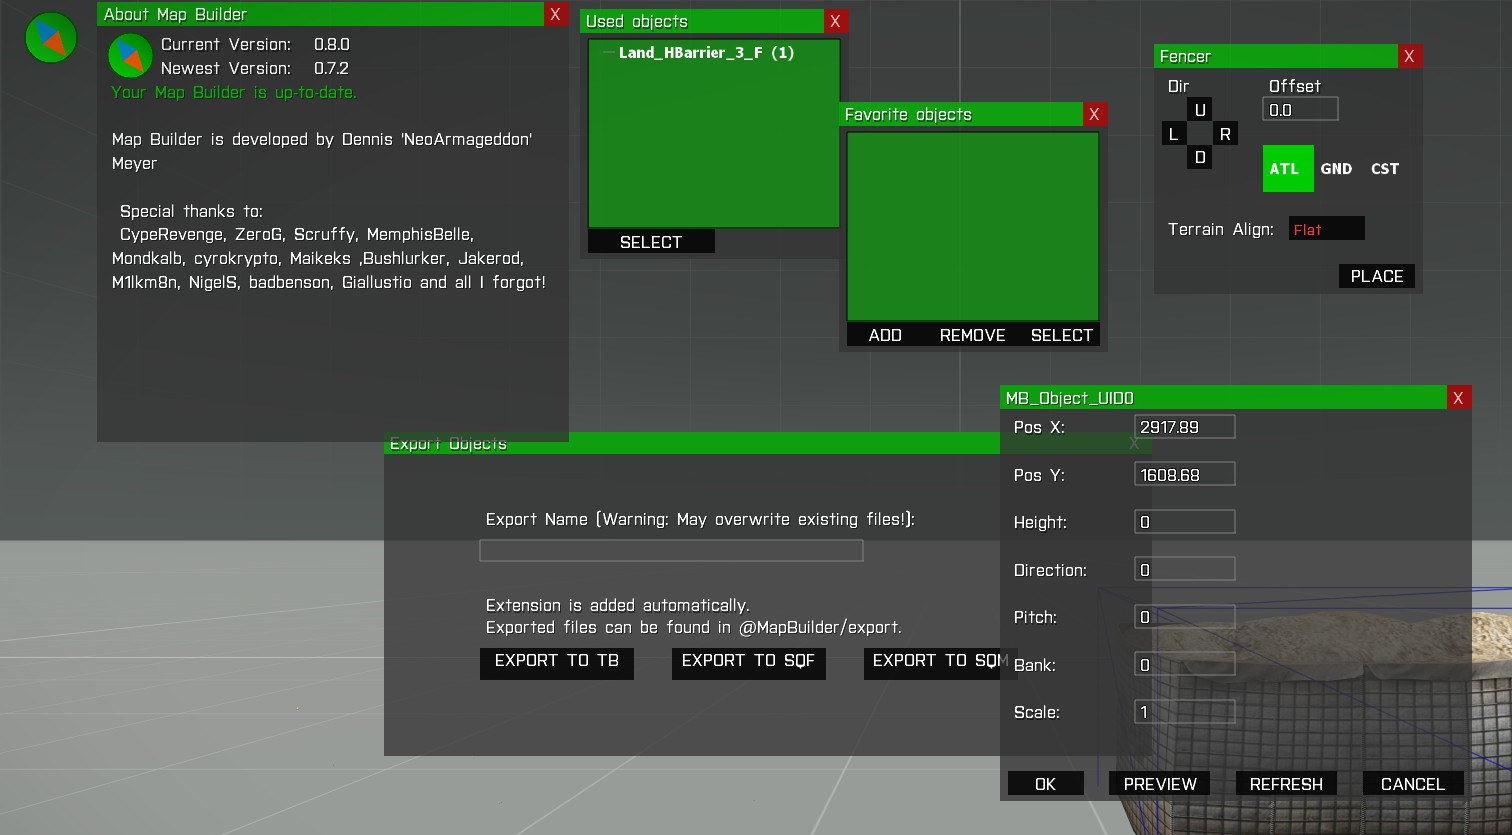 About Map Builder
X
Current Version: 0.8.0
Newest Version: 0.7.2
Your Map Builder is up-to-date.
Map Builder is developed by Dennis 'NeoArmageddon'
Meyer
Special thanks to:
CypeRevenge, ZeroG, Scruffy, MemphisBelle,
Mondkalb, cyrokrypto, Maikeks ,Bushlurker, Jakerod,
M1lkm8n, NigelS, badbenson, Giallustio and all I forgot!
Used objects
X
Land_HBarrier_3_F (1)
SELECT
Favorite objects
X
ADD REMOVE SELECT
Fencer
X
Dir Offset
U
0.0
L R
D
ATL GND CST
Terrain Align: Flat
PLACE
Export Objects
X
Export Name (Warning: May overwrite existing files!):
Extension is added automatically.
Exported files can be found in @MapBuilder/export.
EXPORT TO TB EXPORT TO SQF EXPORT TO SQM
MB_Object_UID0
X
Pos X: 2917.89
Pos Y: 1608.68
Height: 0
Direction: 0
Pitch: 0
Bank: 0
Scale: 1
OK PREVIEW REFRESH CANCEL